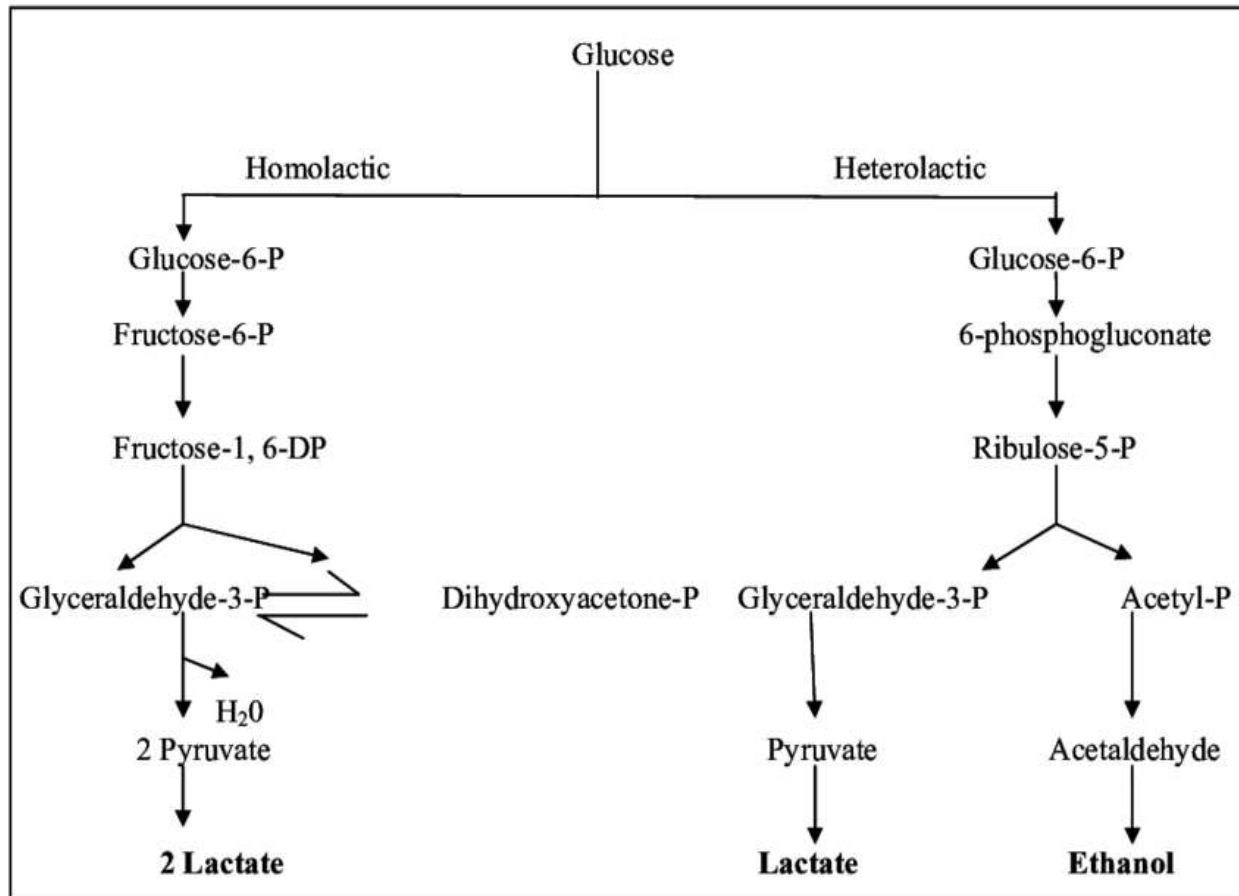 Glucose
Homolactic Heterolactic
Glucose-6-P Glucose-6-P
Fructose-6-P 6-phosphogluconate
Fructose-1, 6-DP Ribulose-5-P
Glyceraldehyde-3-P Dihydroxyacetone-P Glyceraldehyde-3-P Acetyl-P
H₂0
2 Pyruvate Pyruvate Acetaldehyde
2 Lactate Lactate Ethanol